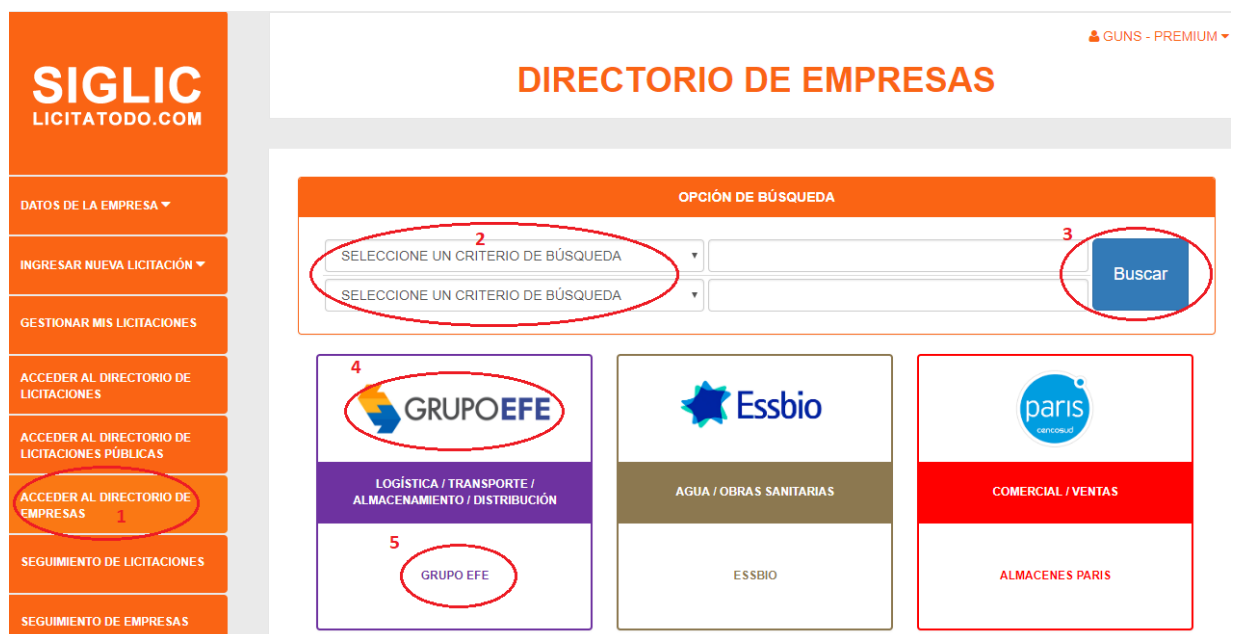 SIGLIC
LICITATODO.COM
DATOS DE LA EMPRESA
INGRESAR NUEVA LICITACIÓN
GESTIONAR MIS LICITACIONES
ACCEDER AL DIRECTORIO DE
LICITACIONES
ACCEDER AL DIRECTORIO DE
LICITACIONES PÚBLICAS
ACCEDER AL DIRECTORIO DE
EMPRESAS
1
SEGUIMIENTO DE LICITACIONES
SEGUIMIENTO DE EMPRESAS
GUNS - PREMIUM
DIRECTORIO DE EMPRESAS
OPCIÓN DE BÚSQUEDA
2
SELECCIONE UN CRITERIO DE BÚSQUEDA
SELECCIONE UN CRITERIO DE BÚSQUEDA
3
Buscar
4
GRUPOEFE
LOGÍSTICA / TRANSPORTE /
ALMACENAMIENTO / DISTRIBUCIÓN
5
GRUPO EFE
Essbio
AGUA / OBRAS SANITARIAS
ESSBIO
paris
cencosud
COMERCIAL / VENTAS
ALMACENES PARIS